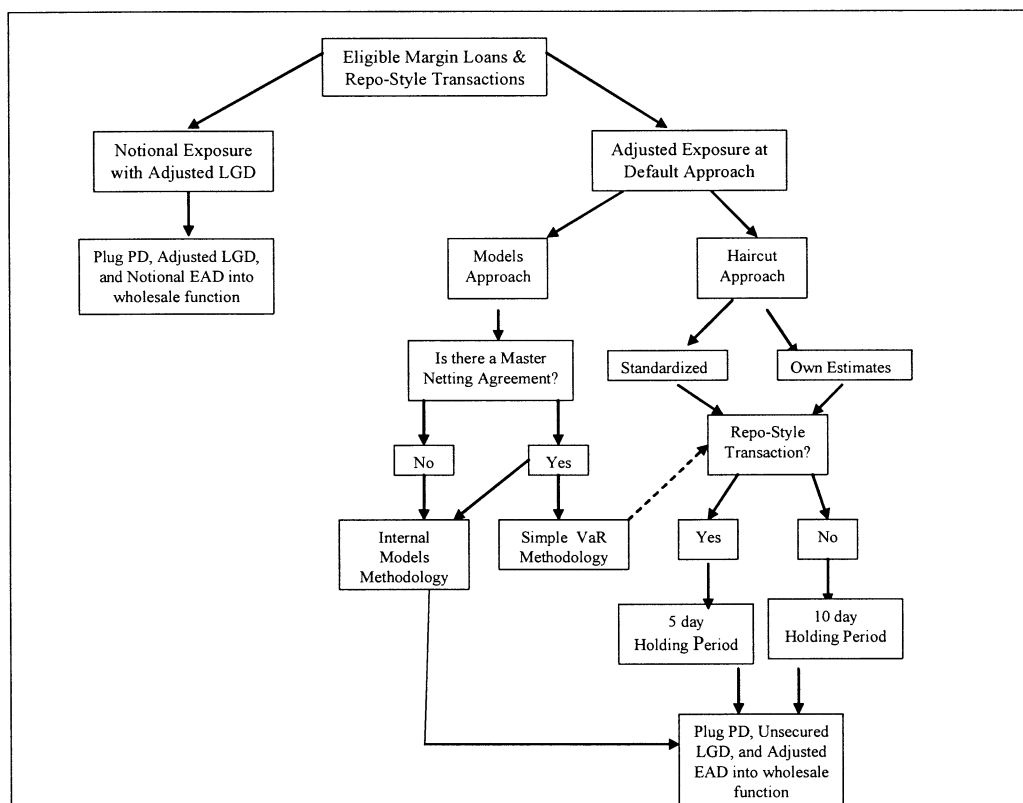 Eligible Margin Loans &
Repo-Style Transactions
Notional Exposure
with Adjusted LGD
Adjusted Exposure at
Default Approach
Plug PD, Adjusted LGD,
and Notional EAD into
wholesale function
Models
Approach
Haircut
Approach
Is there a Master
Netting Agreement?
Standardized
Own Estimates
Repo-Style
Transaction?
No
Yes
Internal
Models
Methodology
Simple VaR
Methodology
Yes
No
5 day
Holding Period
10 day
Holding Period
Plug PD, Unsecured
LGD, and Adjusted
EAD into wholesale
function